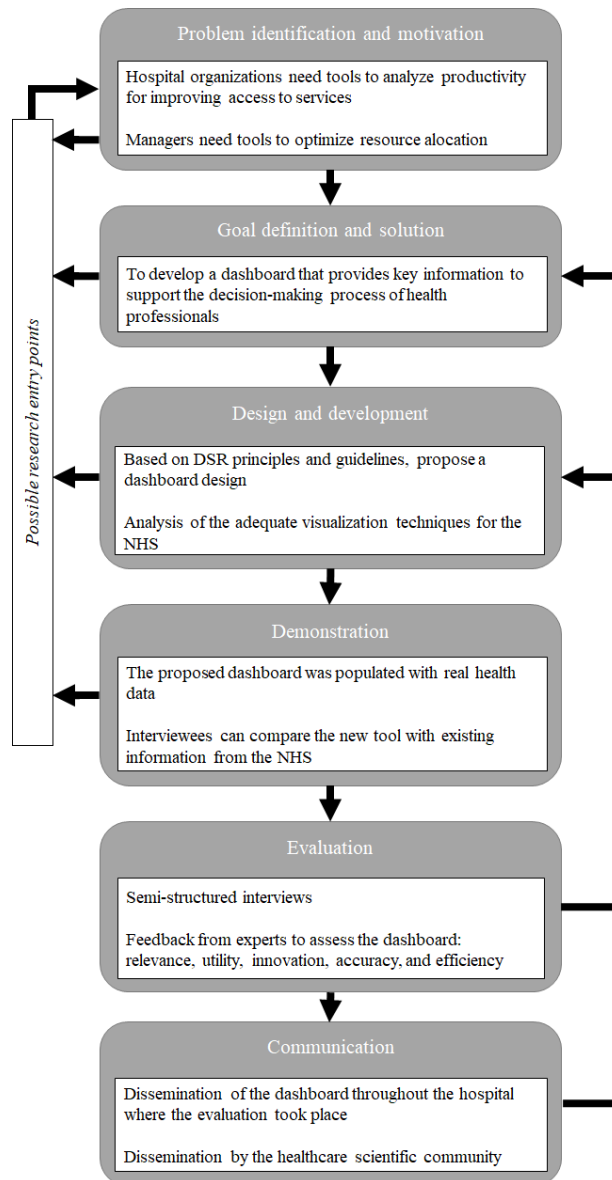 Problem identification and motivation
Hospital organizations need tools to analyze productivity
for improving access to services
Managers need tools to optimize resource alocation
Goal definition and solution
To develop a dashboard that provides key information to
support the decision-making process of health
professionals
Possible research entry points
Design and development
Based on DSR principles and guidelines, propose a
dashboard design
Analysis of the adequate visualization techniques for the
NHS
Demonstration
The proposed dashboard was populated with real health
data
Interviewees can compare the new tool with existing
information from the NHS
Evaluation
Semi-structured interviews
Feedback from experts to assess the dashboard:
relevance, utility, innovation, accuracy, and efficiency
Communication
Dissemination of the dashboard throughout the hospital
where the evaluation took place
Dissemination by the healthcare scientific community